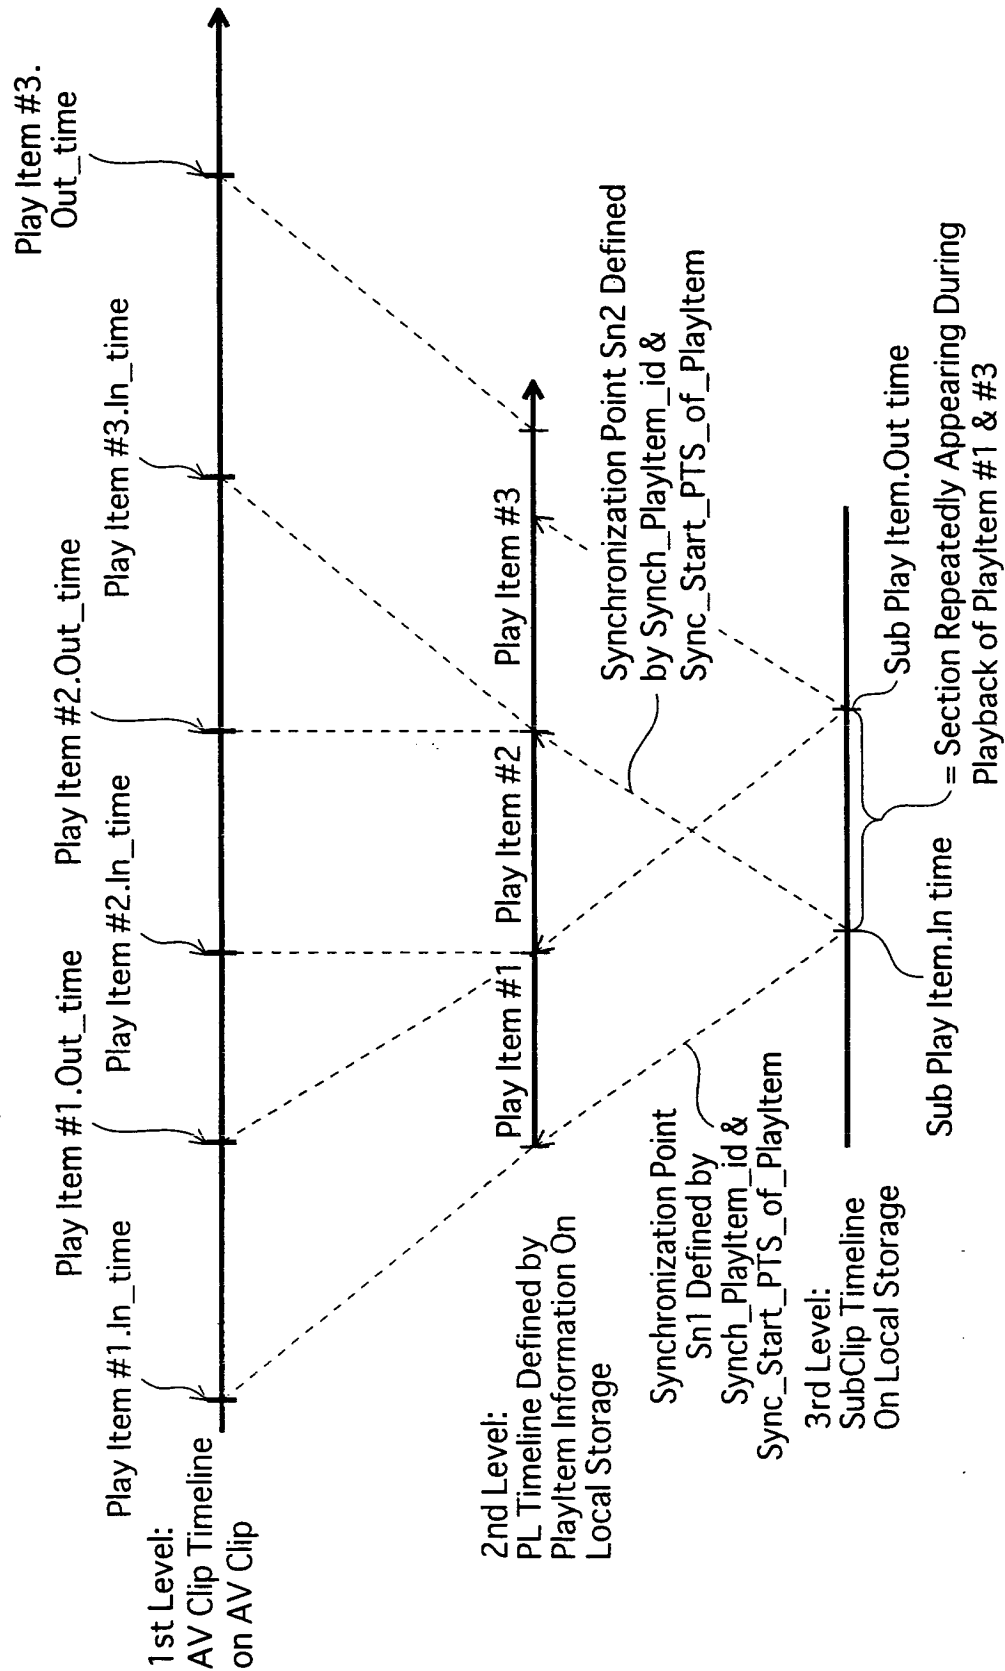 Play Item #3.
Out_time
Play Item #3.In_time
Play Item #2.Out_time
Play Item #2.In_time
Play Item #1.Out_time
Play Item #1.In_time
1st Level:
AV Clip Timeline
on AV Clip
Play Item #1
Play Item #2
Play Item #3
2nd Level:
PL Timeline Defined by
PlayItem Information On
Local Storage
Synchronization Point Sn2 Defined
by Synch_PlayItem_id &
Sync_Start_PTS_of_PlayItem
Synchronization Point
Sn1 Defined by
Synch_PlayItem_id &
Sync_Start_PTS_of_PlayItem
3rd Level:
SubClip Timeline
On Local Storage
Sub Play Item.In time
Sub Play Item.Out time
= Section Repeatedly Appearing During
Playback of PlayItem #1 & #3